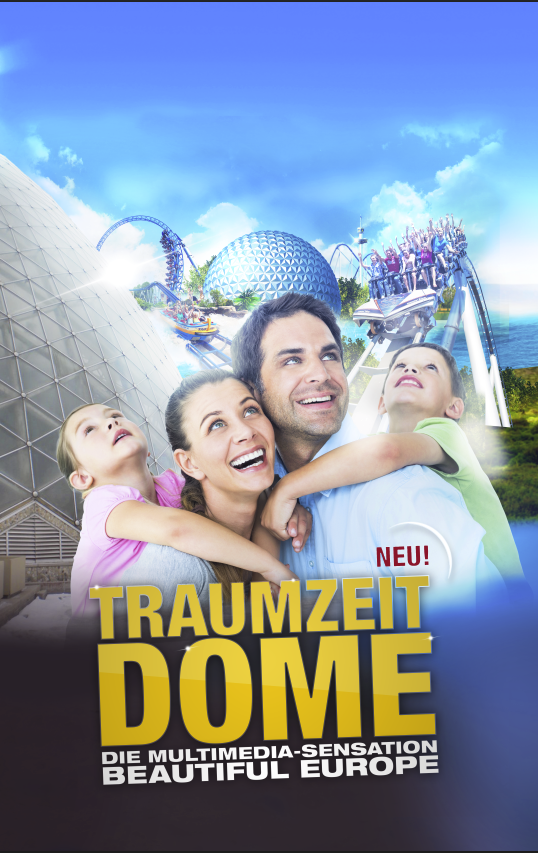 NEU!
TRAUMZEIT
DOME
DIE MULTIMEDIA-SENSATION
BEAUTIFUL EUROPE